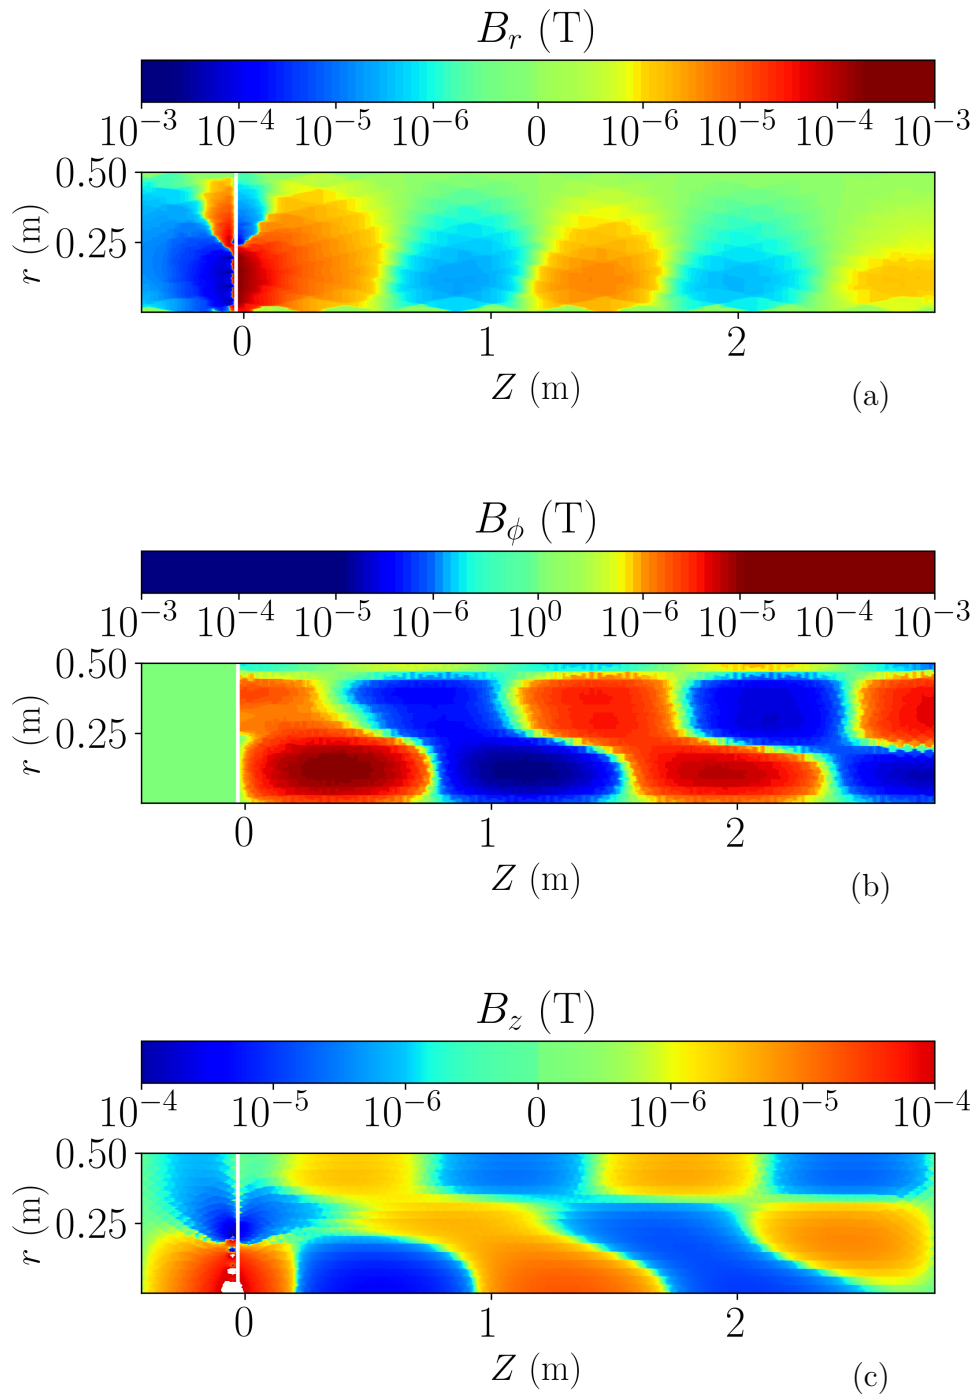 B_r (T)
10^{-3} 10^{-4} 10^{-5} 10^{-6} 0 10^{-6} 10^{-5} 10^{-4} 10^{-3}
0.50
0.25
r (m)
0 1 2
Z (m)
(a)
B_ϕ (T)
10^{-3} 10^{-4} 10^{-5} 10^{-6} 10^0 10^{-6} 10^{-5} 10^{-4} 10^{-3}
0.50
0.25
r (m)
0 1 2
Z (m)
(b)
B_z (T)
10^{-4} 10^{-5} 10^{-6} 0 10^{-6} 10^{-5} 10^{-4}
0.50
0.25
r (m)
0 1 2
Z (m)
(c)